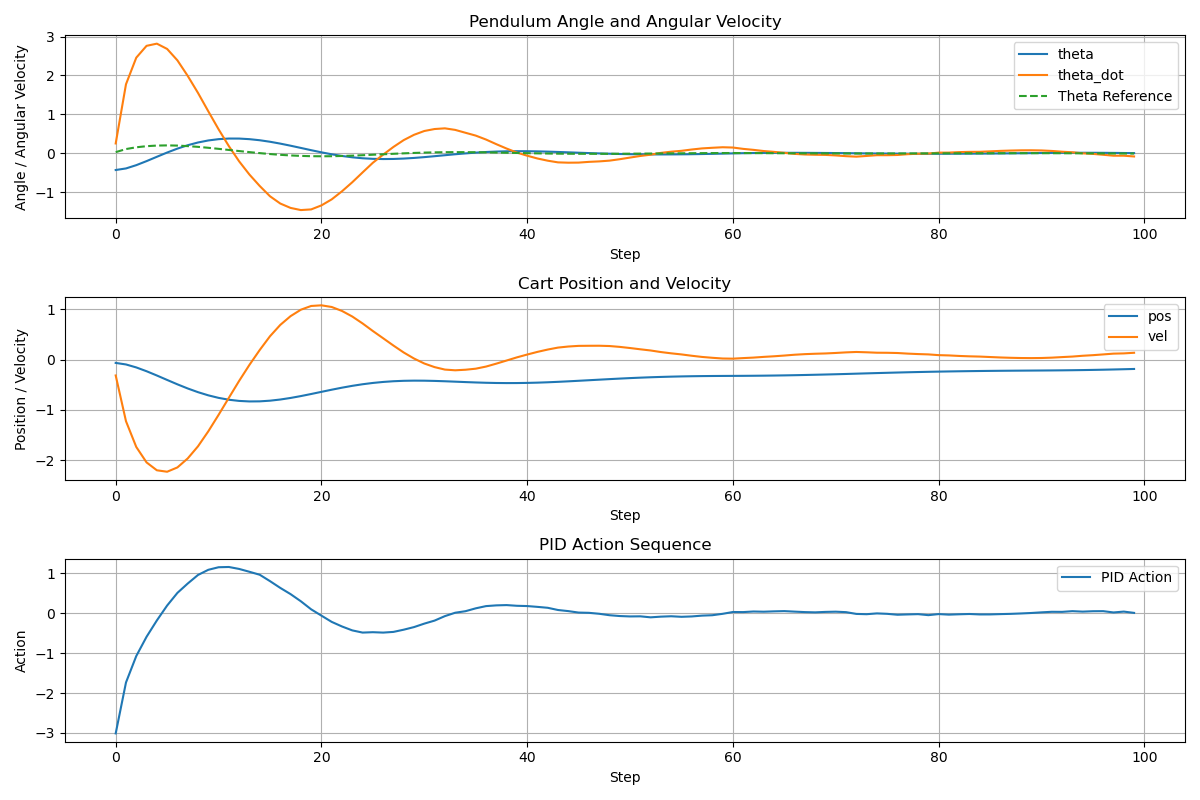 Pendulum Angle and Angular Velocity
Angle / Angular Velocity
3
2
1
0
−1
theta
theta_dot
Theta Reference
0 20 40 60 80 100
Step
Cart Position and Velocity
Position / Velocity
1
0
−1
−2
pos
vel
0 20 40 60 80 100
Step
PID Action Sequence
Action
1
0
−1
−2
−3
PID Action
0 20 40 60 80 100
Step